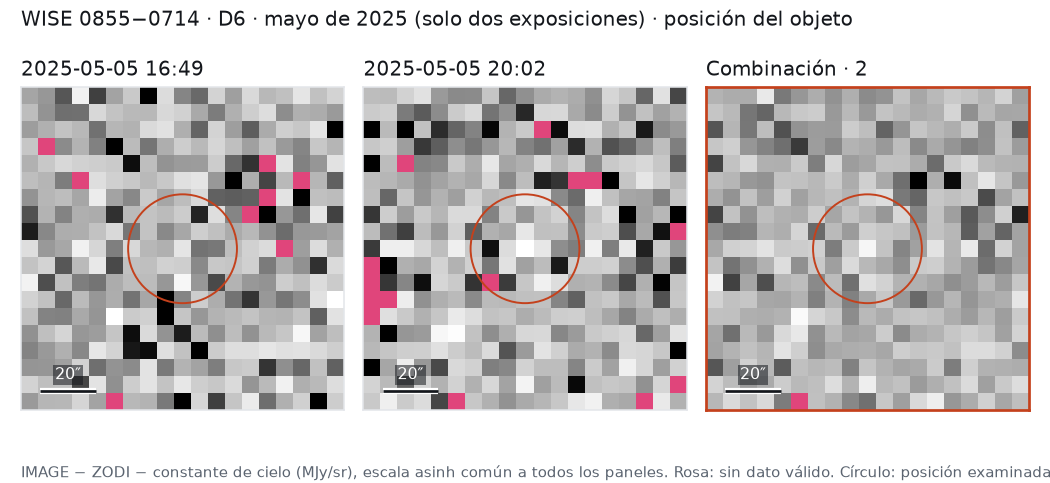 WISE 0855−0714 · D6 · mayo de 2025 (solo dos exposiciones) · posición del objeto
2025-05-05 16:49
2025-05-05 20:02
Combinación · 2
20″
20″
20″
IMAGE − ZODI − constante de cielo (MJy/sr), escala asinh común a todos los paneles. Rosa: sin dato válido. Círculo: posición examinada